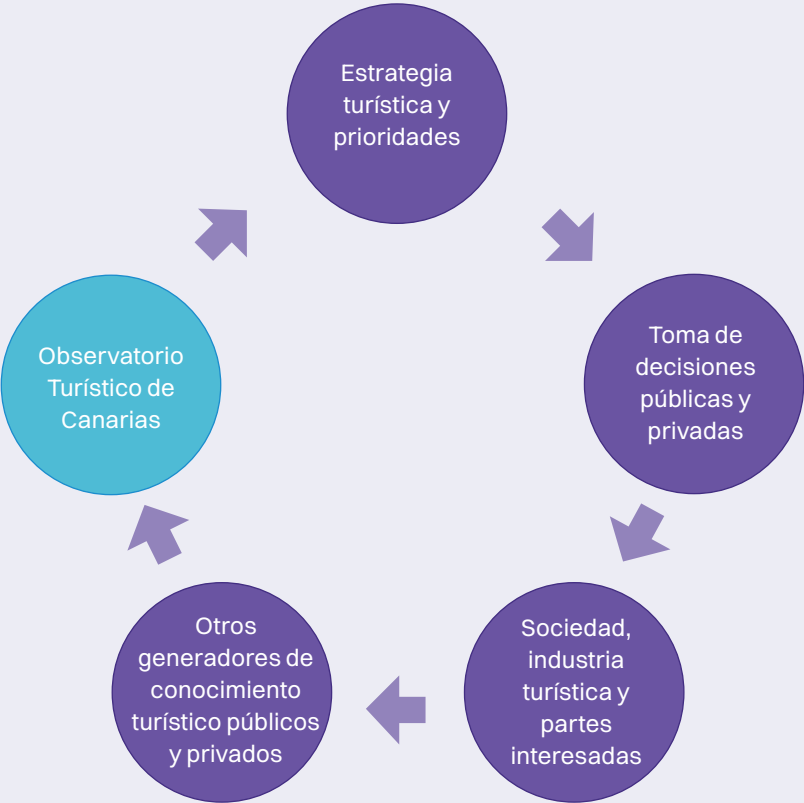 Estrategia
turística y
prioridades
Toma de
decisiones
públicas y
privadas
Sociedad,
industria
turística y
partes
interesadas
Otros
generadores de
conocimiento
turístico públicos
y privados
Observatorio
Turístico de
Canarias